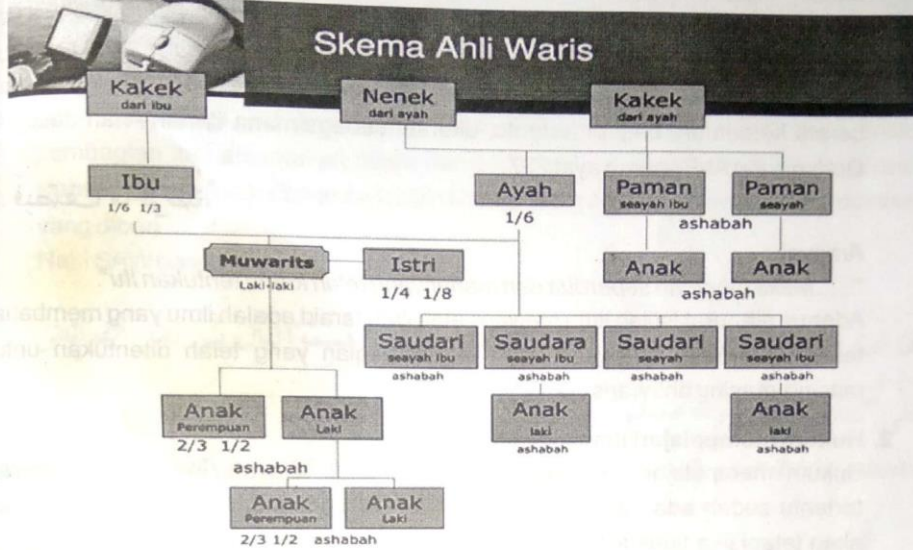 Skema Ahli Waris
Kakek
dari ibu
Nenek
dari ayah
Kakek
dari ayah
Ibu
1/6 1/3
Ayah
1/6
Paman
seayah ibu
Paman
seayah
ashabah
Anak
Anak
ashabah
Muwarits
Laki-laki
Istri
1/4 1/8
Saudari
seayah ibu
ashabah
Saudara
seayah ibu
ashabah
Saudari
seayah
ashabah
Saudari
seayah ibu
ashabah
Anak
laki
ashabah
Anak
laki
ashabah
Anak
Perempuan
2/3 1/2
Anak
Laki
ashabah
Anak
Perempuan
2/3 1/2
Anak
Laki
ashabah